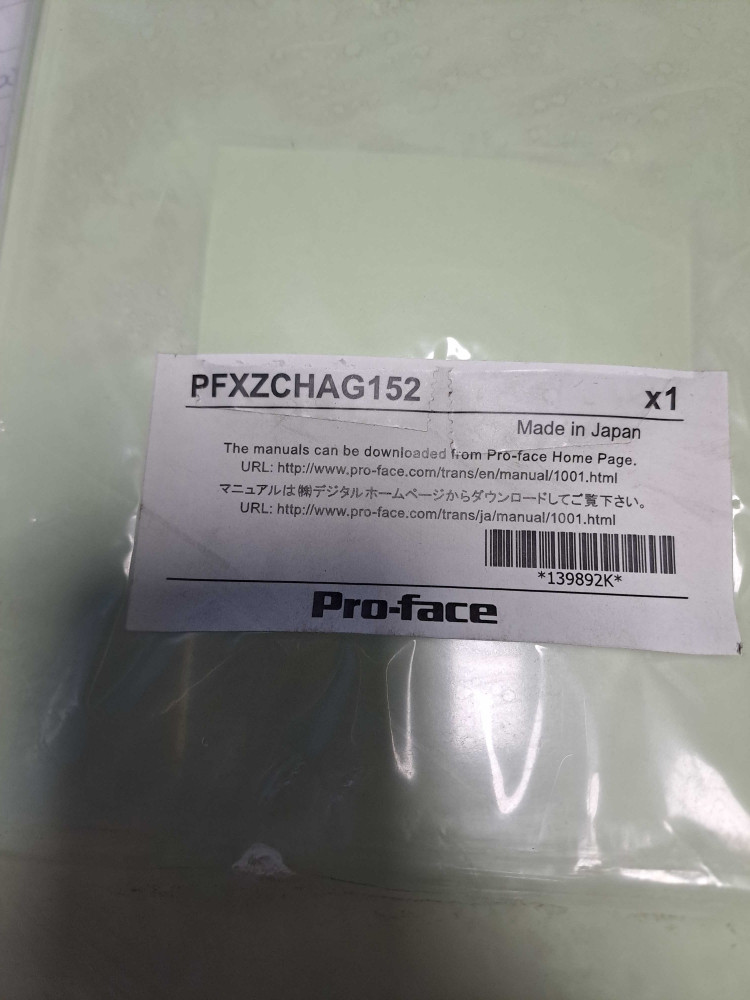 PFXZCHAG152 x1
Made in Japan
The manuals can be downloaded from Pro-face Home Page.
URL: http://www.pro-face.com/trans/en/manual/1001.html
マニュアルは㈱デジタルホームページからダウンロードしてご覧下さい。
URL: http://www.pro-face.com/trans/ja/manual/1001.html
*139892K*
Pro-face